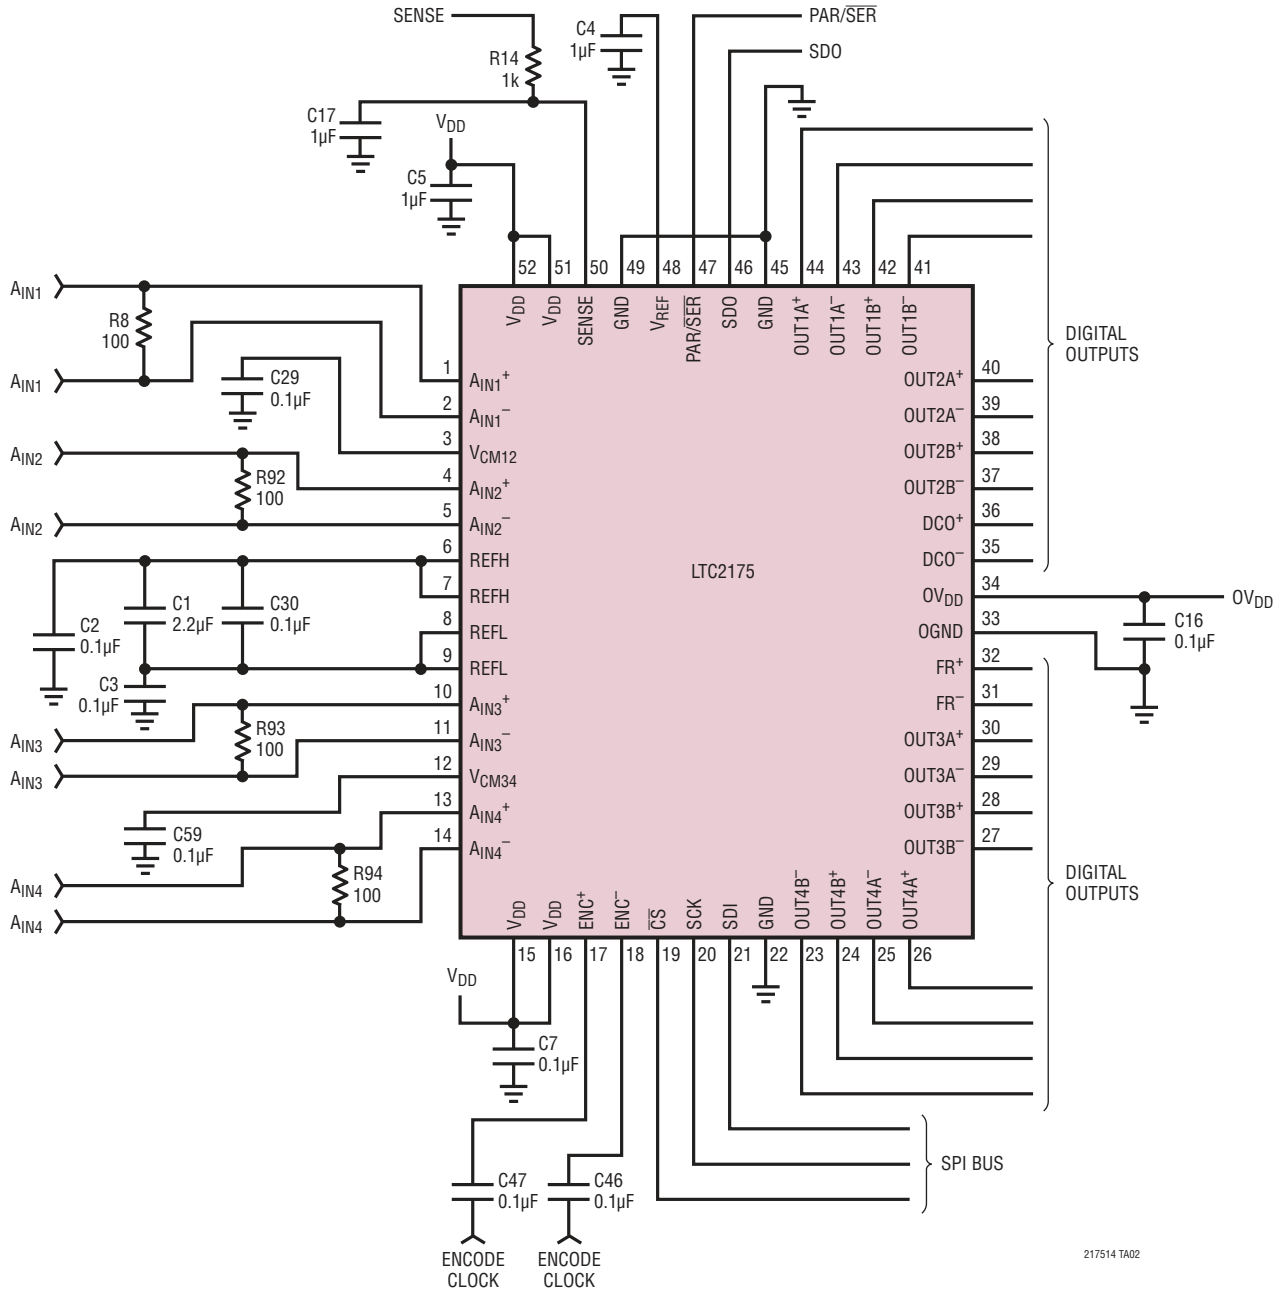 SENSE
R14
1k
C4
1µF
PAR/SER
SDO
C17
1µF
VDD
C5
1µF
52 51 50 49 48 47 46 45 44 43 42 41
VDD
VDD
SENSE
GND
VREF
PAR/SER
SDO
GND
OUT1A+
OUT1A–
OUT1B+
OUT1B–
DIGITAL
OUTPUTS
AIN1
R8
100
AIN1
C29
0.1µF
AIN2
R92
100
AIN2
C2
0.1µF
C1
2.2µF
C30
0.1µF
C3
0.1µF
AIN3
R93
100
AIN3
C59
0.1µF
AIN4
R94
100
AIN4
1 AIN1+
2 AIN1–
3 VCM12
4 AIN2+
5 AIN2–
6 REFH
7 REFH
8 REFL
9 REFL
10 AIN3+
11 AIN3–
12 VCM34
13 AIN4+
14 AIN4–
LTC2175
OUT2A+ 40
OUT2A– 39
OUT2B+ 38
OUT2B– 37
DCO+ 36
DCO– 35
OVDD 34
OGND 33
FR+ 32
FR– 31
OUT3A+ 30
OUT3A– 29
OUT3B+ 28
OUT3B– 27
OVDD
C16
0.1µF
DIGITAL
OUTPUTS
VDD
VDD
ENC+
ENC–
CS
SCK
SDI
GND
OUT4B–
OUT4B+
OUT4A–
OUT4A+
15 16 17 18 19 20 21 22 23 24 25 26
VDD
C7
0.1µF
C47
0.1µF
C46
0.1µF
SPI BUS
ENCODE
CLOCK
ENCODE
CLOCK
217514 TA02